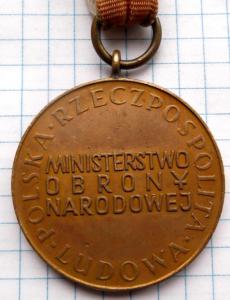 POLSKA · RZECZPOSPOLITA · LUDOWA ·
MINISTERSTWO
OBRONY
NARODOWEJ